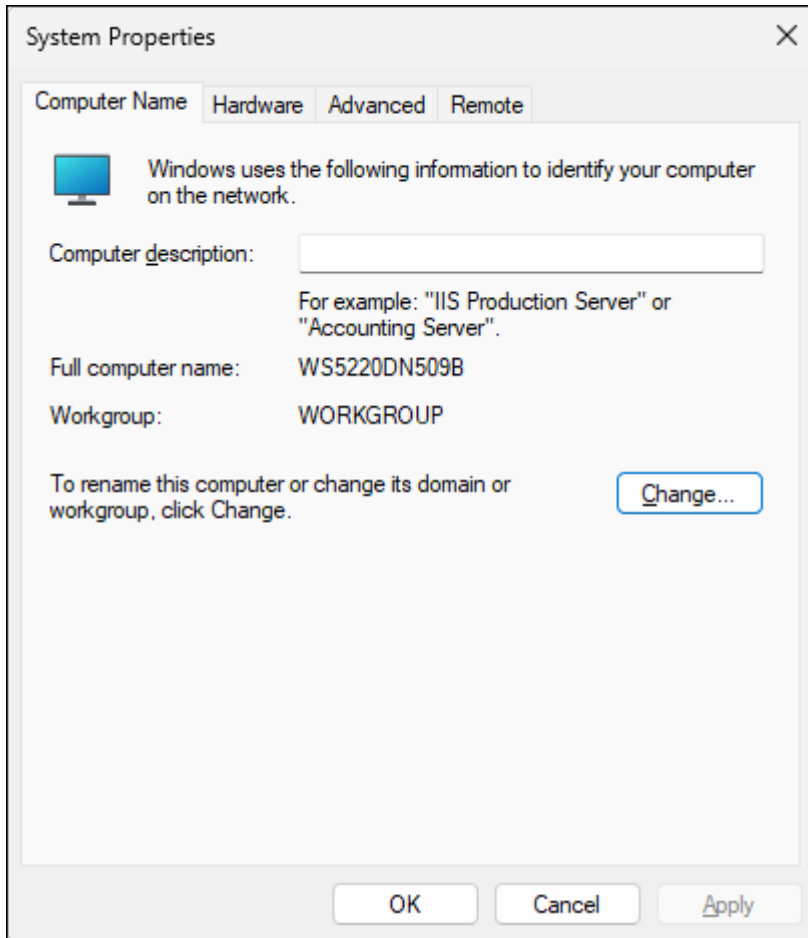 System Properties
Computer Name
Hardware
Advanced
Remote
Windows uses the following information to identify your computer
on the network.
Computer description:
For example: "IIS Production Server" or
"Accounting Server".
Full computer name: WS5220DN509B
Workgroup: WORKGROUP
To rename this computer or change its domain or
workgroup, click Change.
Change...
OK
Cancel
Apply